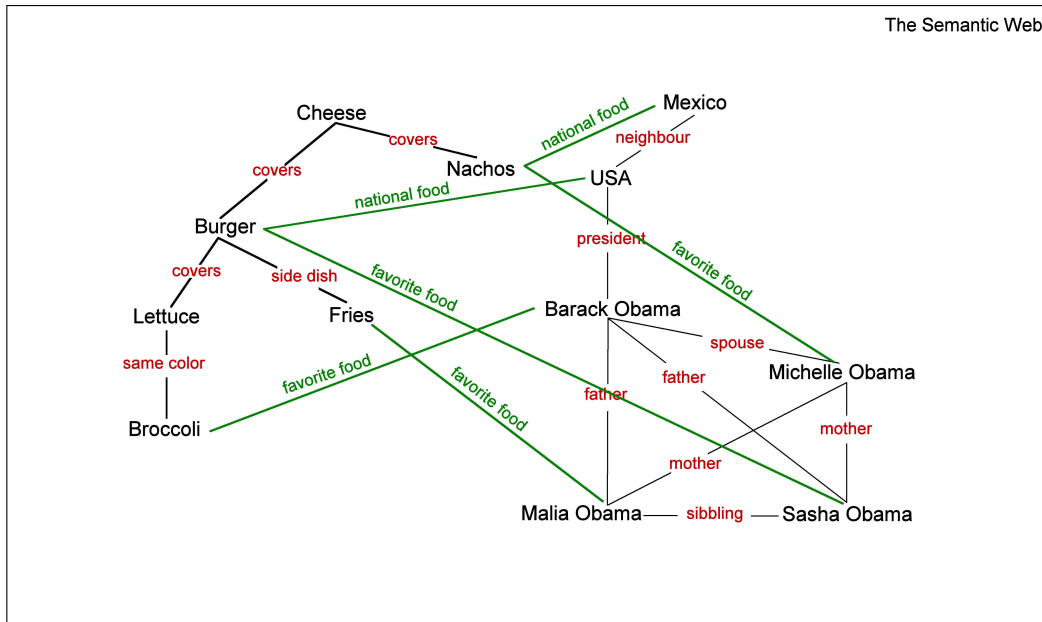 The Semantic Web
Cheese
national food
Mexico
covers
neighbour
covers
Nachos
USA
national food
Burger
president
covers
side dish
favorite food
favorite food
Lettuce
Fries
Barack Obama
same color
spouse
favorite food
father
Michelle Obama
father
favorite food
Broccoli
mother
mother
Malia Obama
sibbling
Sasha Obama